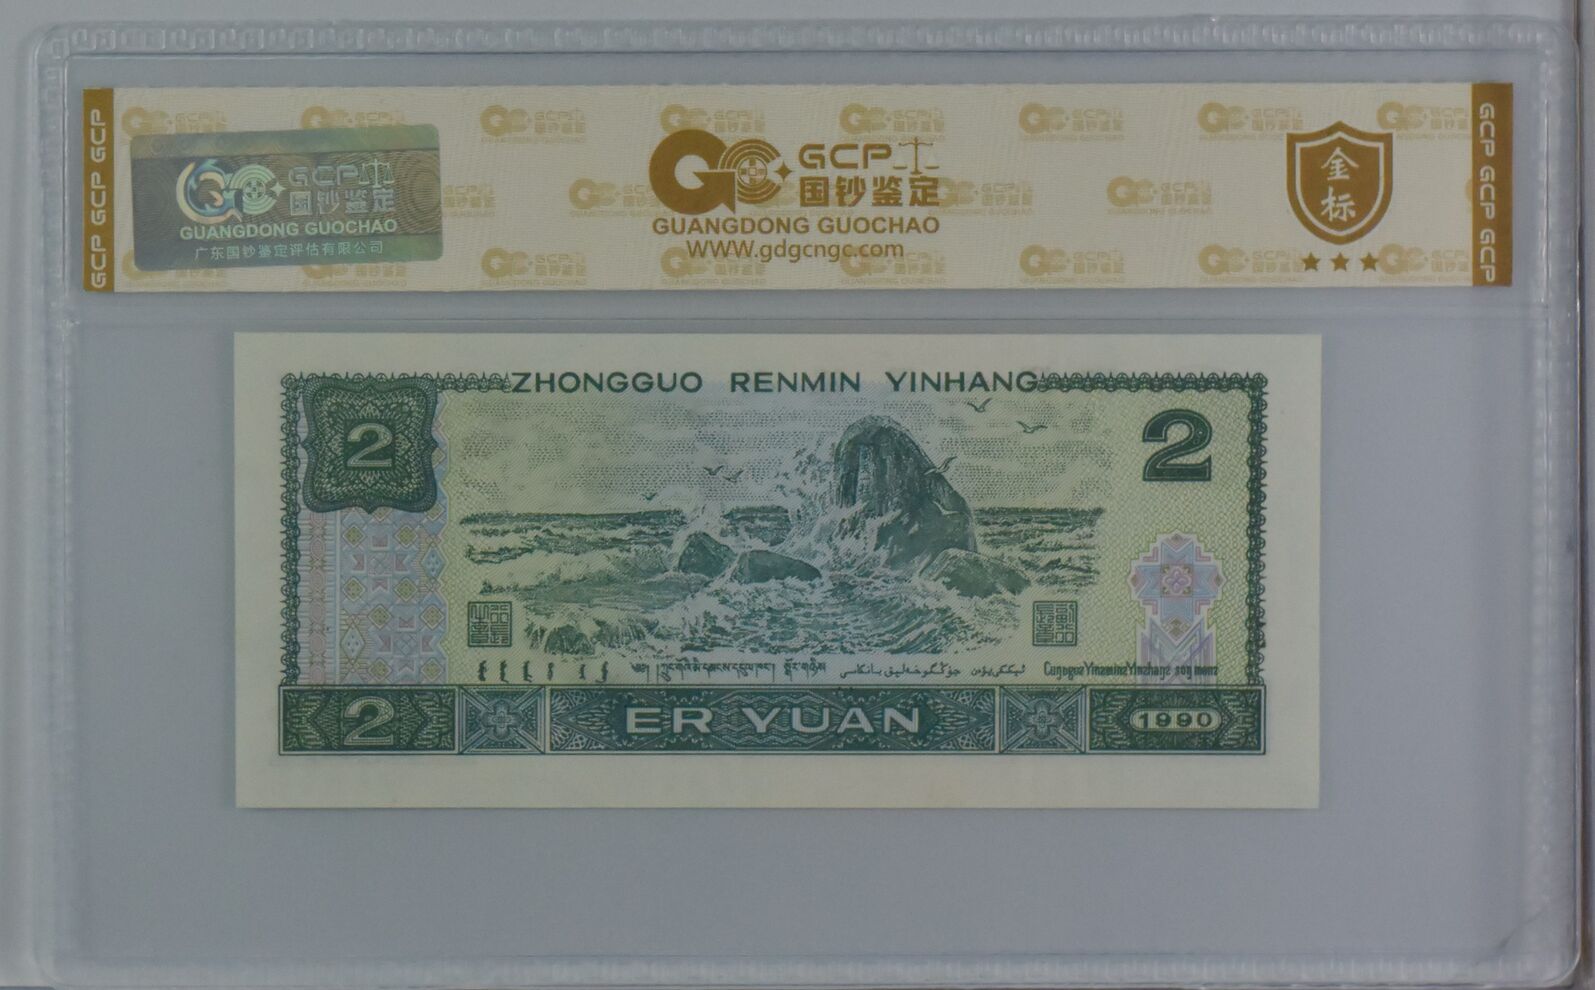 GCP GCP GCP
GCP
国钞鉴定
GUANGDONG GUOCHAO
广东国钞鉴定评估有限公司
GCP
国钞鉴定
GUANGDONG GUOCHAO
WWW.gdgcngc.com
金
标
GCP GCP GCP
ZHONGGUO RENMIN YINHANG
2
2
2
ER YUAN
1990